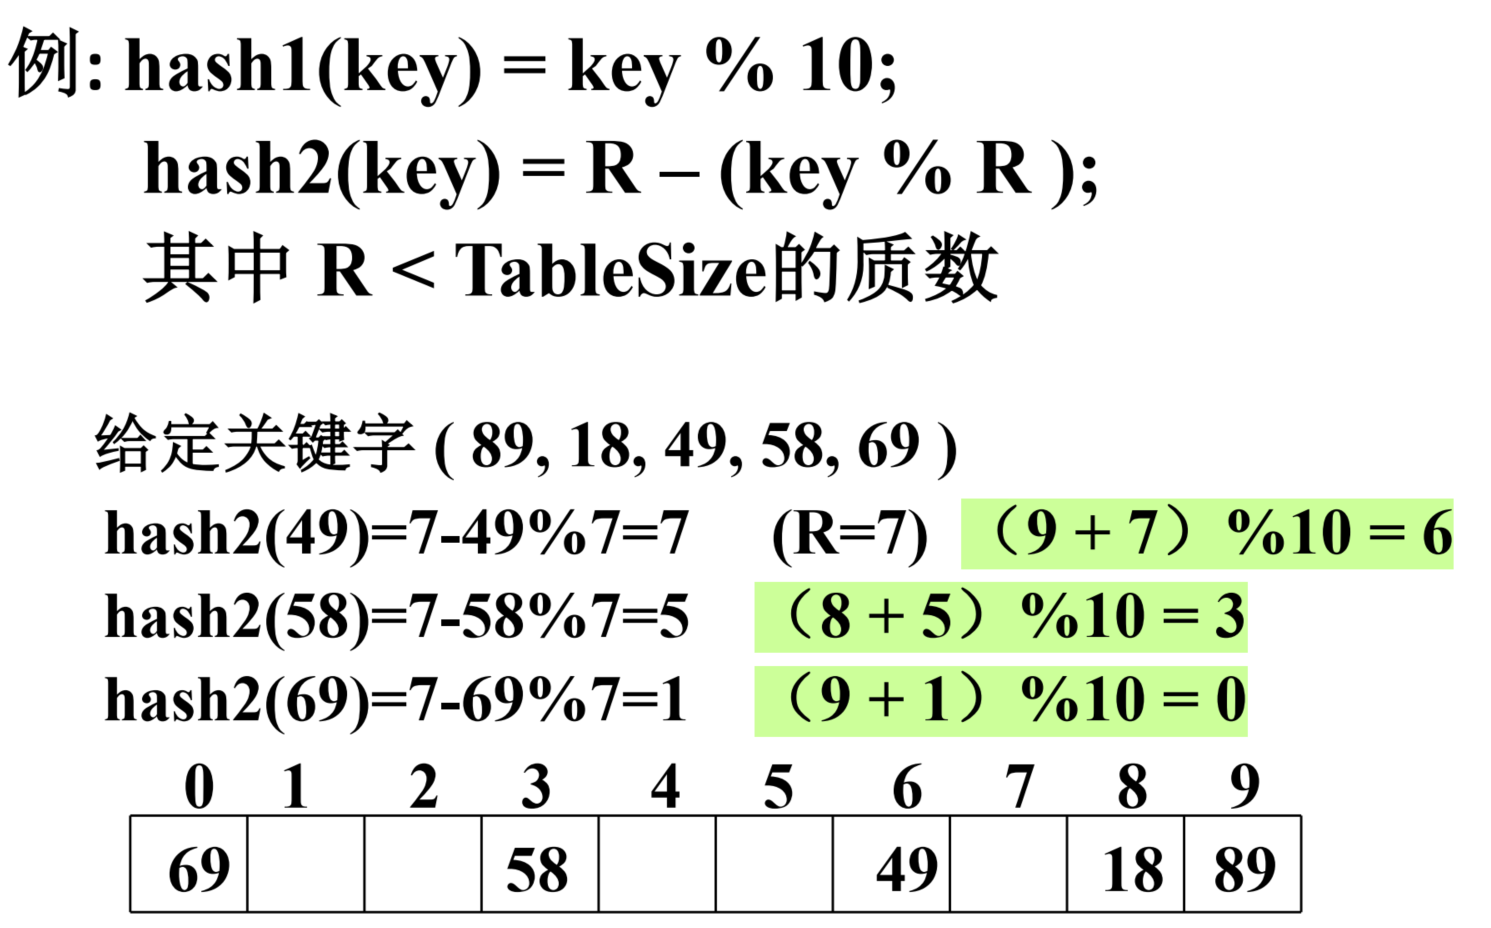 例: hash1(key) = key % 10;
hash2(key) = R – (key % R );
其中 R < TableSize的质数
给定关键字 ( 89, 18, 49, 58, 69 )
hash2(49)=7-49%7=7 (R=7) （9 + 7）%10 = 6
hash2(58)=7-58%7=5 （8 + 5）%10 = 3
hash2(69)=7-69%7=1 （9 + 1）%10 = 0
0 1 2 3 4 5 6 7 8 9
69 58 49 18 89